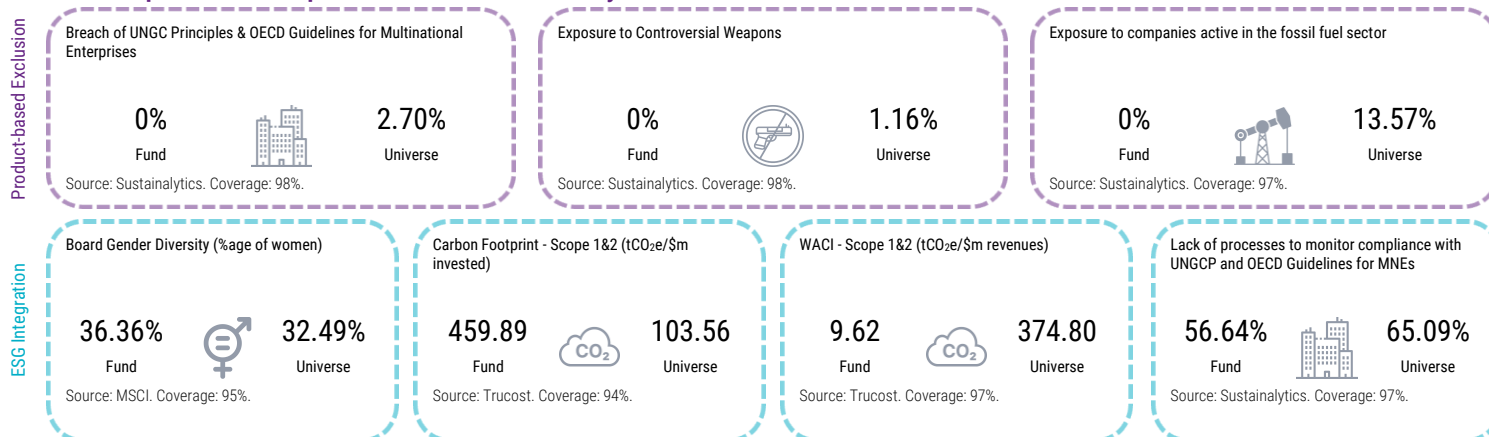 Product-based Exclusion
Breach of UNGC Principles & OECD Guidelines for Multinational
Enterprises
0%
2.70%
Fund
Universe
Source: Sustainalytics. Coverage: 98%.
Exposure to Controversial Weapons
0%
1.16%
Fund
Universe
Source: Sustainalytics. Coverage: 98%.
Exposure to companies active in the fossil fuel sector
0%
13.57%
Fund
Universe
Source: Sustainalytics. Coverage: 97%.
ESG Integration
Board Gender Diversity (%age of women)
36.36%
32.49%
Fund
Universe
Source: MSCI. Coverage: 95%.
Carbon Footprint - Scope 1&2 (tCO₂e/$m
invested)
459.89
CO₂
103.56
Fund
Universe
Source: Trucost. Coverage: 94%.
WACI - Scope 1&2 (tCO₂e/$m revenues)
9.62
CO₂
374.80
Fund
Universe
Source: Trucost. Coverage: 97%.
Lack of processes to monitor compliance with
UNGCP and OECD Guidelines for MNEs
56.64%
65.09%
Fund
Universe
Source: Sustainalytics. Coverage: 97%.